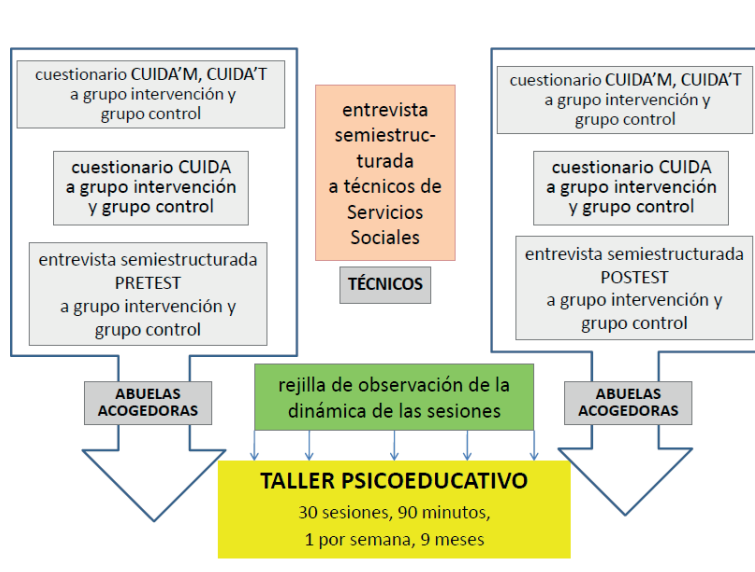 cuestionario CUIDA’M, CUIDA’T
a grupo intervención y
grupo control
cuestionario CUIDA
a grupo intervención
y grupo control
entrevista semiestructurada
PRETEST
a grupo intervención y
grupo control
ABUELAS
ACOGEDORAS
entrevista
semiestruc-
turada
a técnicos de
Servicios
Sociales
TÉCNICOS
cuestionario CUIDA’M, CUIDA’T
a grupo intervención y
grupo control
cuestionario CUIDA
a grupo intervención
y grupo control
entrevista semiestructurada
POSTEST
a grupo intervención y
grupo control
ABUELAS
ACOGEDORAS
rejilla de observación de la
dinámica de las sesiones
TALLER PSICOEDUCATIVO
30 sesiones, 90 minutos,
1 por semana, 9 meses